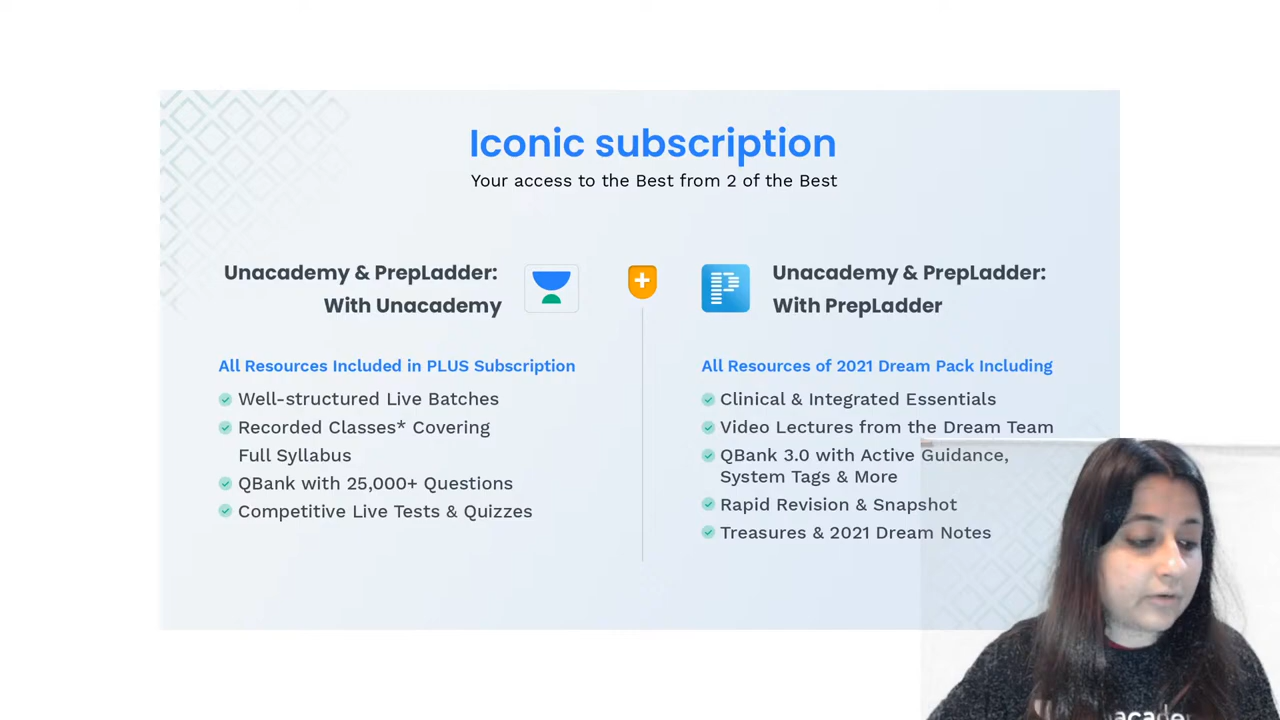 Iconic subscription
Your access to the Best from 2 of the Best
Unacademy & PrepLadder:
With Unacademy
All Resources Included in PLUS Subscription
Well-structured Live Batches
Recorded Classes* Covering
Full Syllabus
QBank with 25,000+ Questions
Competitive Live Tests & Quizzes
Unacademy & PrepLadder:
With PrepLadder
All Resources of 2021 Dream Pack Including
Clinical & Integrated Essentials
Video Lectures from the Dream Team
QBank 3.0 with Active Guidance,
System Tags & More
Rapid Revision & Snapshot
Treasures & 2021 Dream Notes